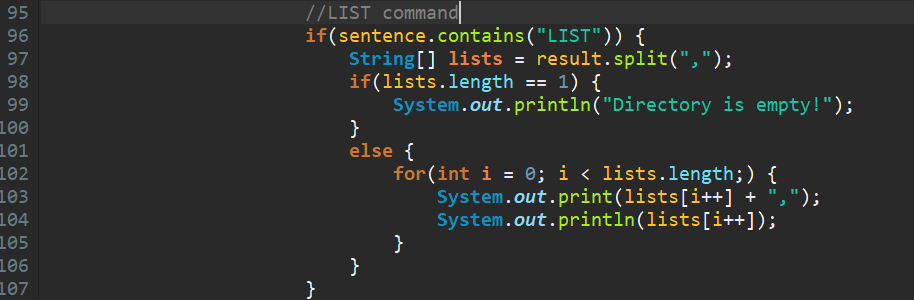 95 //LIST command
96 if(sentence.contains("LIST")) {
97 String[] lists = result.split(",");
98 if(lists.length == 1) {
99 System.out.println("Directory is empty!");
100 }
101 else {
102 for(int i = 0; i < lists.length;) {
103 System.out.print(lists[i++] + ",");
104 System.out.println(lists[i++]);
105 }
106 }
107 }